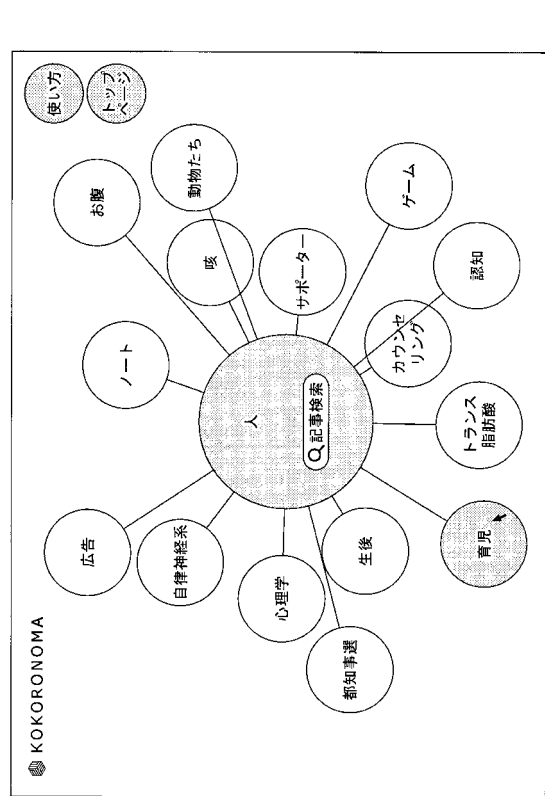 KOKORONOMA
使い方
トップ
ページ
広告
お腹
ノート
自律神経系
動物たち
咳
人
心理学
サポーター
記事検索
都知事選
生後
ゲーム
カウンセ
リング
認知
育児
トランス
脂肪酸